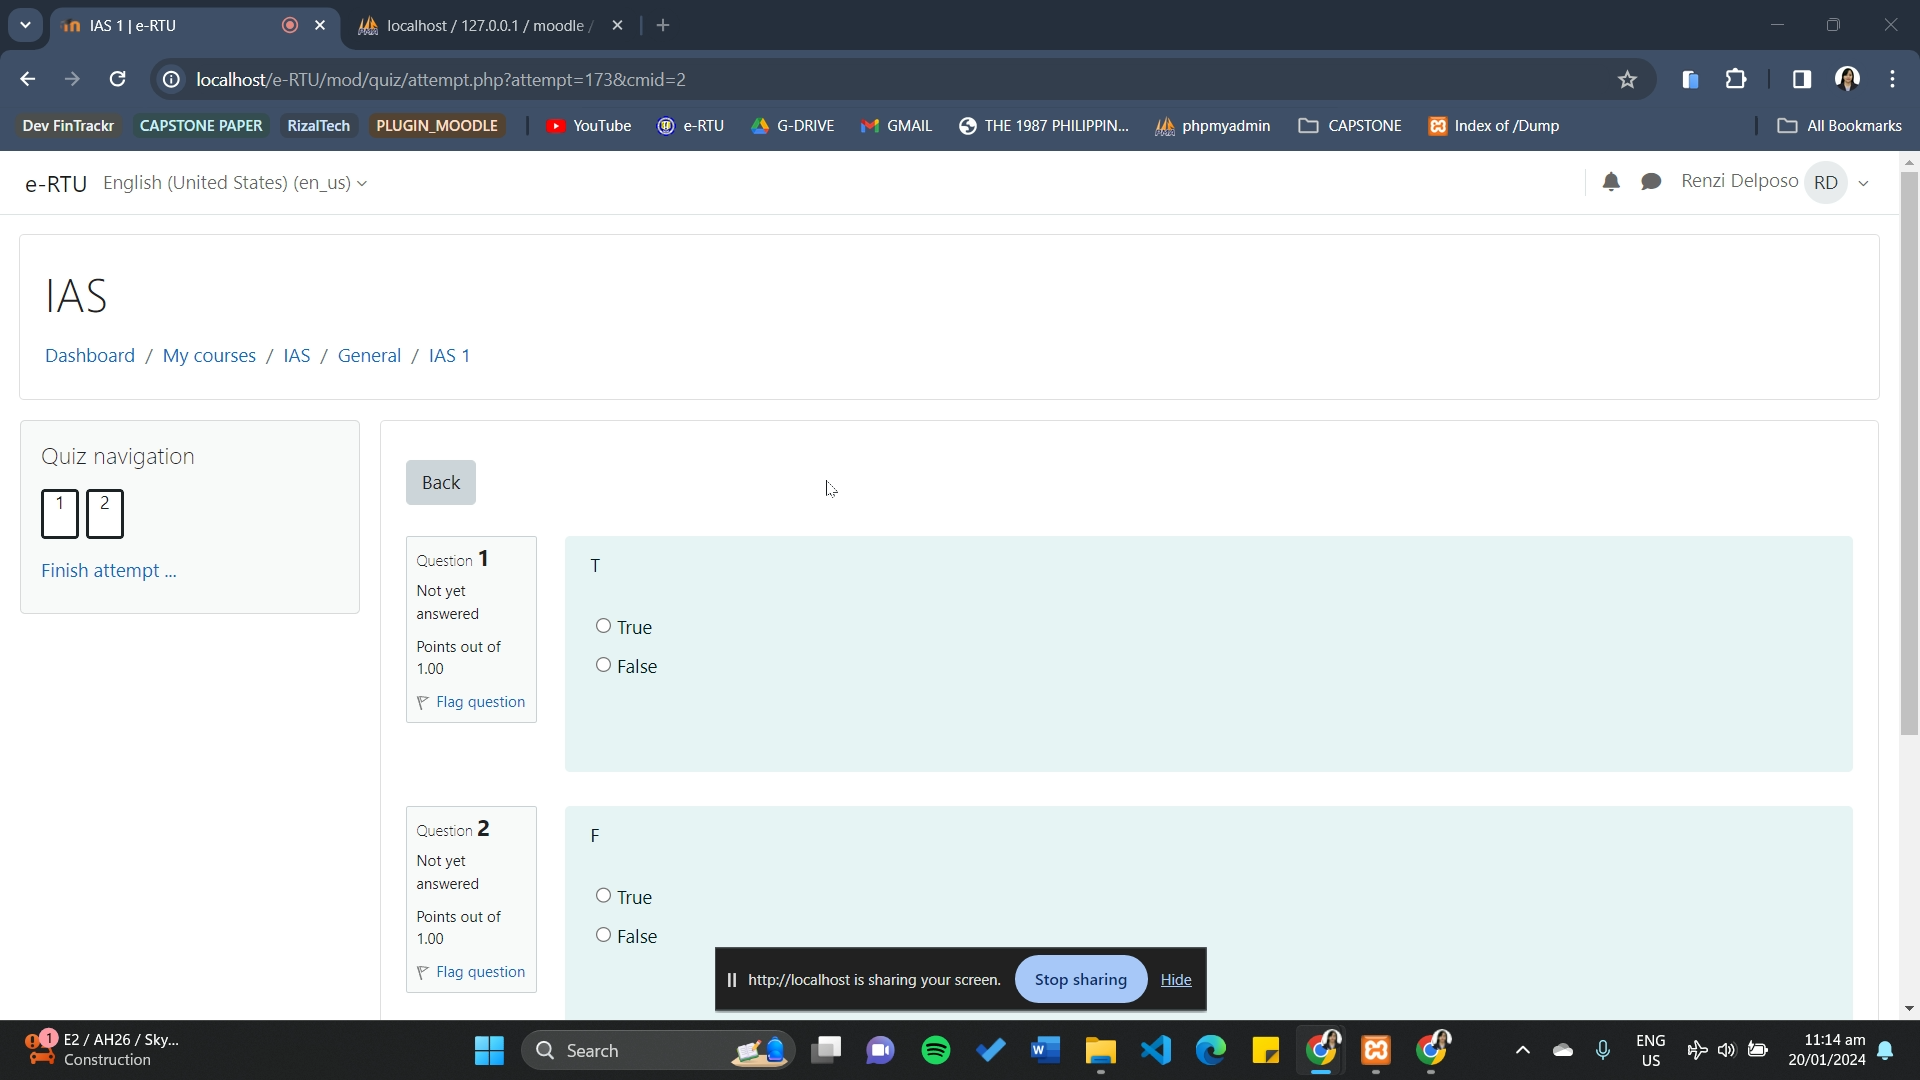 IAS 1 | e-RTU
localhost / 127.0.0.1 / moodle /
localhost/e-RTU/mod/quiz/attempt.php?attempt=173&cmid=2
Dev FinTrackr CAPSTONE PAPER RizalTech PLUGIN_MOODLE YouTube e-RTU G-DRIVE GMAIL THE 1987 PHILIPPIN... phpmyadmin CAPSTONE Index of /Dump All Bookmarks
e-RTU English (United States) (en_us) Renzi Delposo RD
IAS
Dashboard / My courses / IAS / General / IAS 1
Quiz navigation
1 2
Finish attempt ...
Back
Question 1
Not yet
answered
Points out of
1.00
Flag question
T
True
False
Question 2
Not yet
answered
Points out of
1.00
Flag question
F
True
False
http://localhost is sharing your screen. Stop sharing Hide
1
E2 / AH26 / Sky...
Construction
Search
ENG
US
11:14 am
20/01/2024